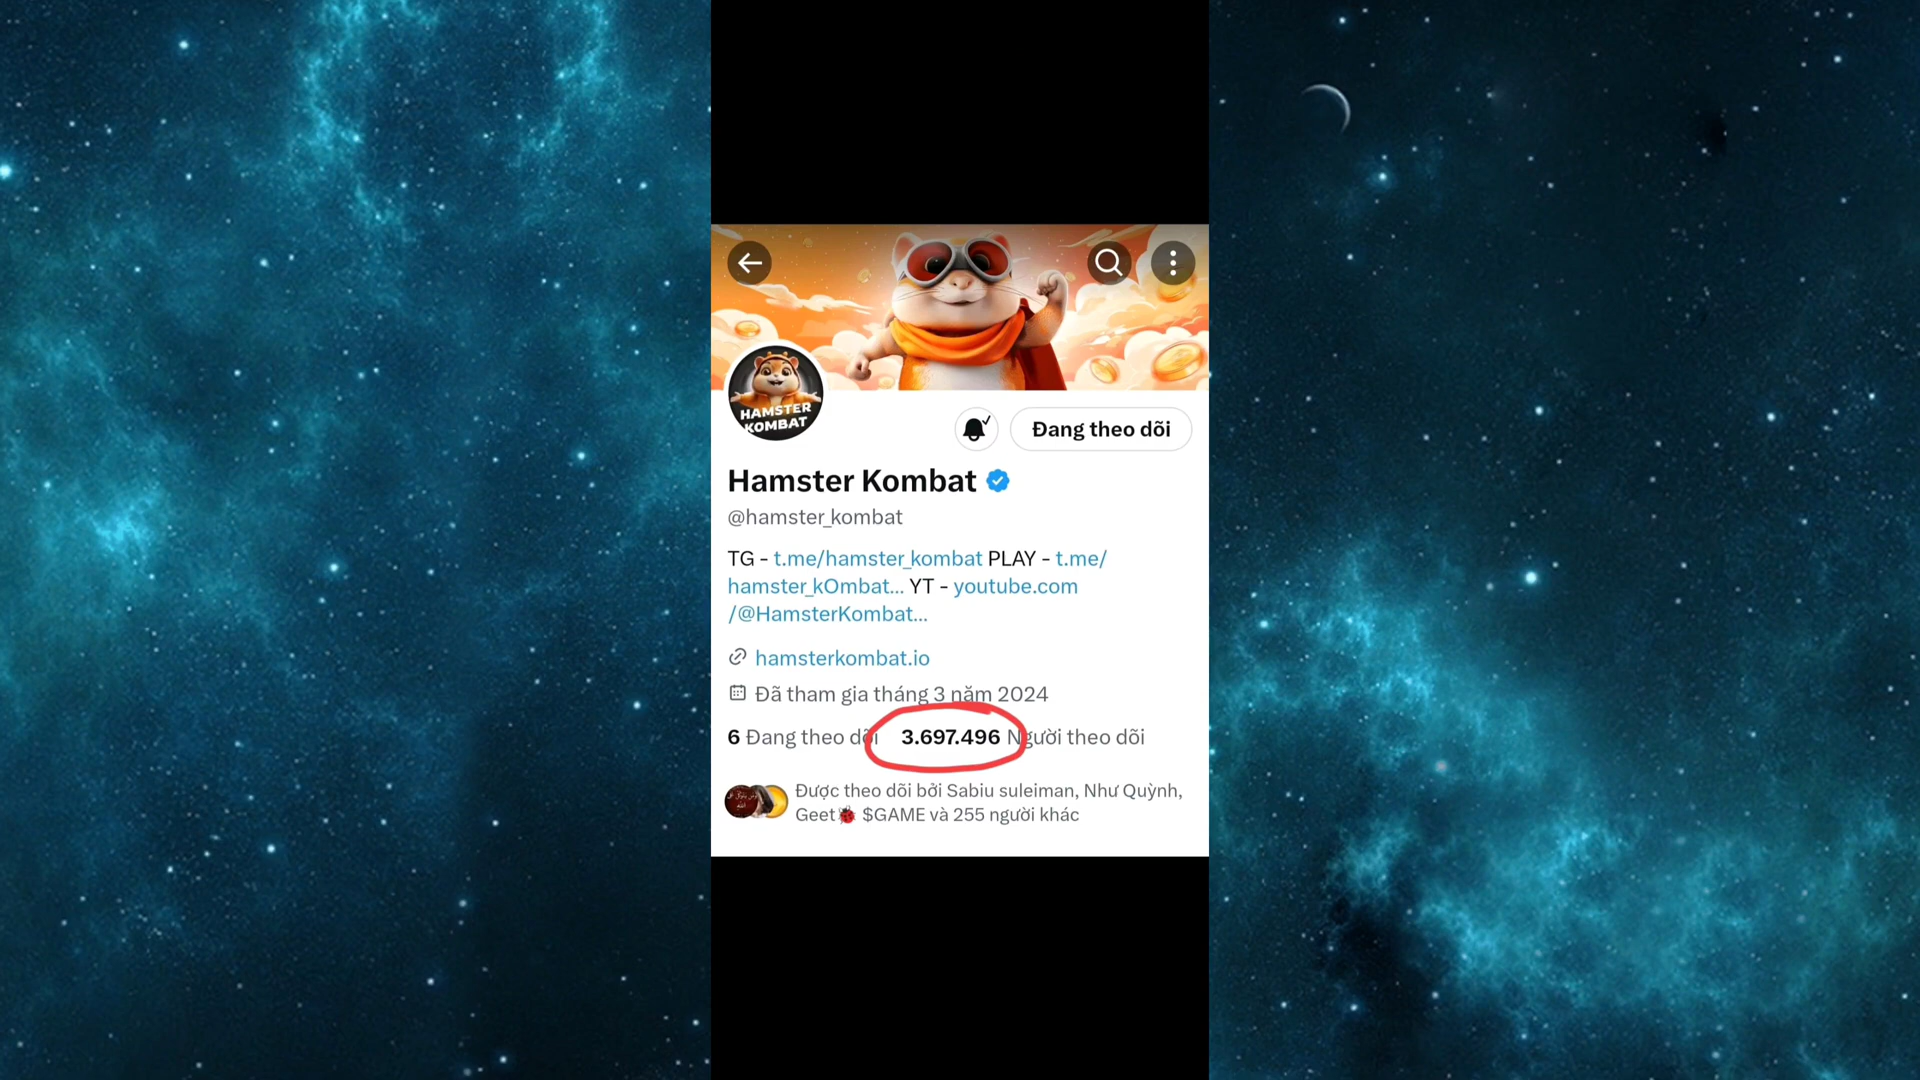 HAMSTER
KOMBAT
Đang theo dõi
Hamster Kombat
@hamster_kombat
TG - t.me/hamster_kombat PLAY - t.me/
hamster_kOmbat... YT - youtube.com
/@HamsterKombat...
hamsterkombat.io
Đã tham gia tháng 3 năm 2024
6 Đang theo dõi 3.697.496 Người theo dõi
Được theo dõi bởi Sabiu suleiman, Như Quỳnh,
Geet🐞 $GAME và 255 người khác